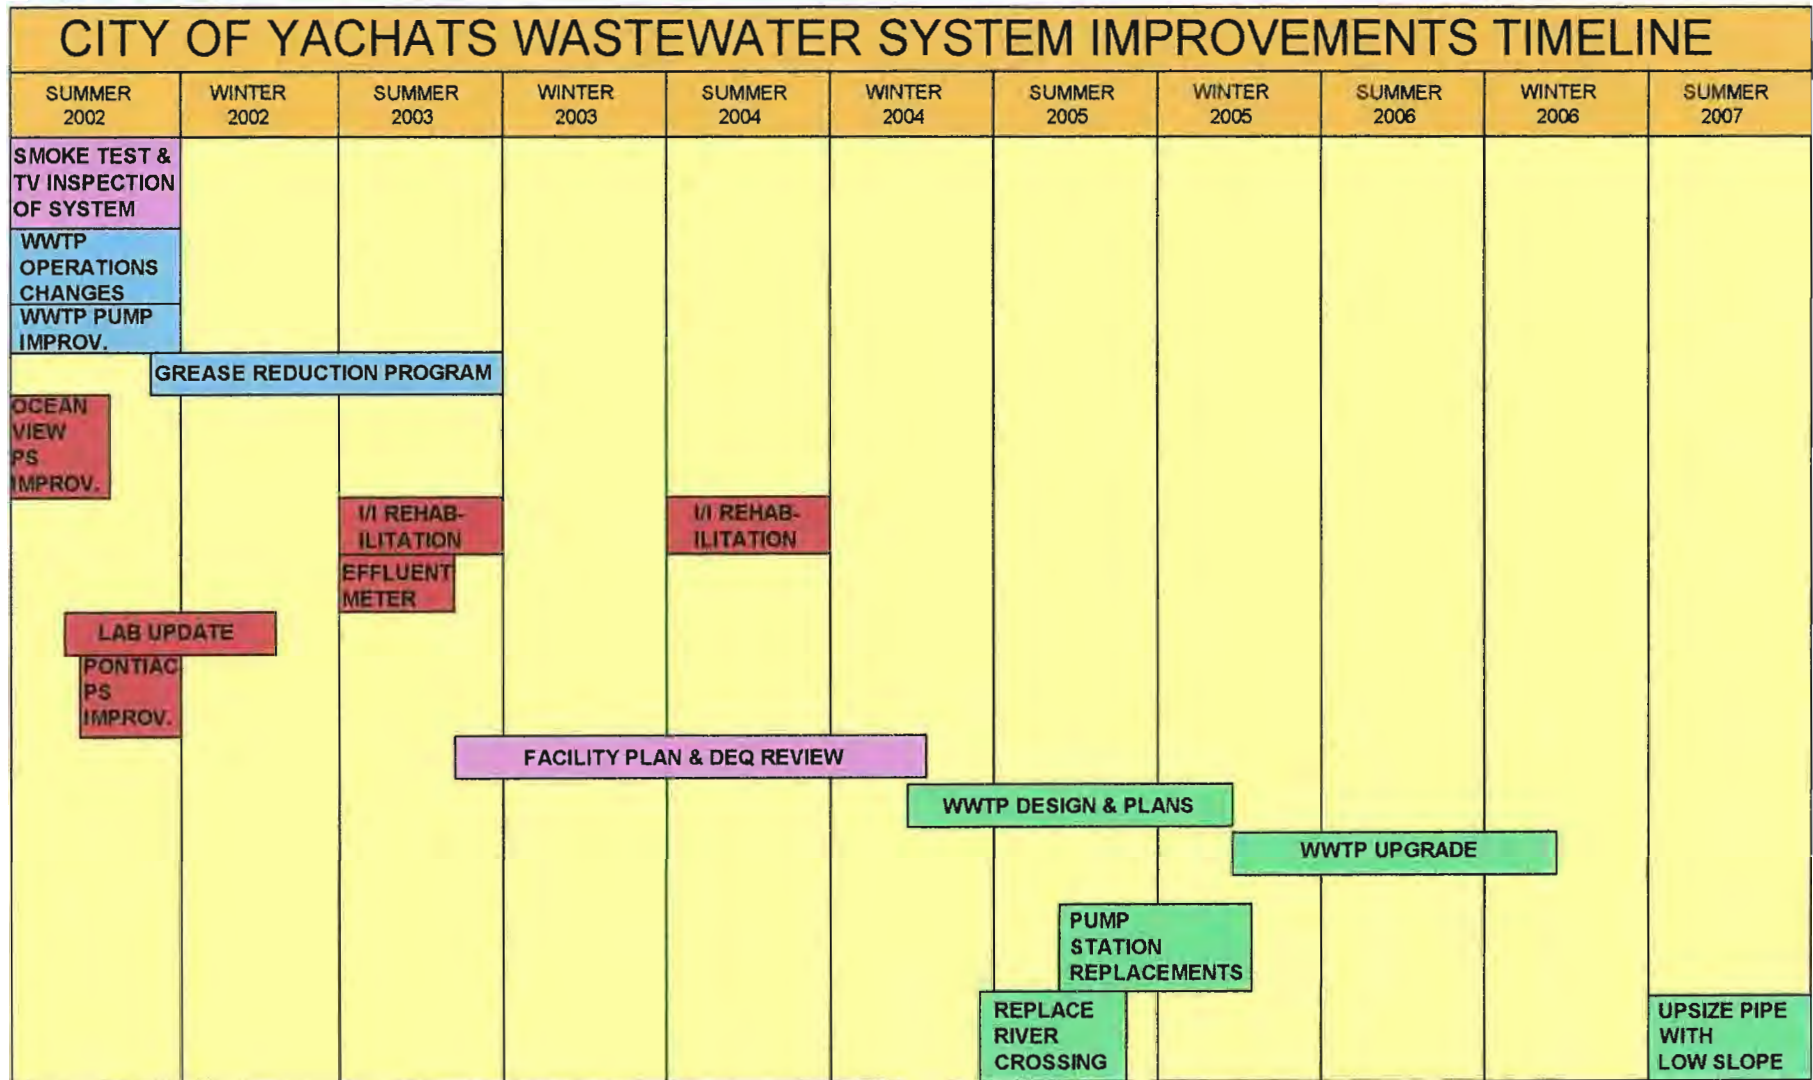 CITY OF YACHATS WASTEWATER SYSTEM IMPROVEMENTS TIMELINE
SUMMER 2002
WINTER 2002
SUMMER 2003
WINTER 2003
SUMMER 2004
WINTER 2004
SUMMER 2005
WINTER 2005
SUMMER 2006
WINTER 2006
SUMMER 2007
SMOKE TEST &
TV INSPECTION
OF SYSTEM
WWTP
OPERATIONS
CHANGES
WWTP PUMP
IMPROV.
GREASE REDUCTION PROGRAM
OCEAN
VIEW
PS
IMPROV.
I/I REHAB-
ILITATION
I/I REHAB-
ILITATION
EFFLUENT
METER
LAB UPDATE
PONTIAC
PS
IMPROV.
FACILITY PLAN & DEQ REVIEW
WWTP DESIGN & PLANS
WWTP UPGRADE
PUMP
STATION
REPLACEMENTS
REPLACE
RIVER
CROSSING
UPSIZE PIPE
WITH
LOW SLOPE